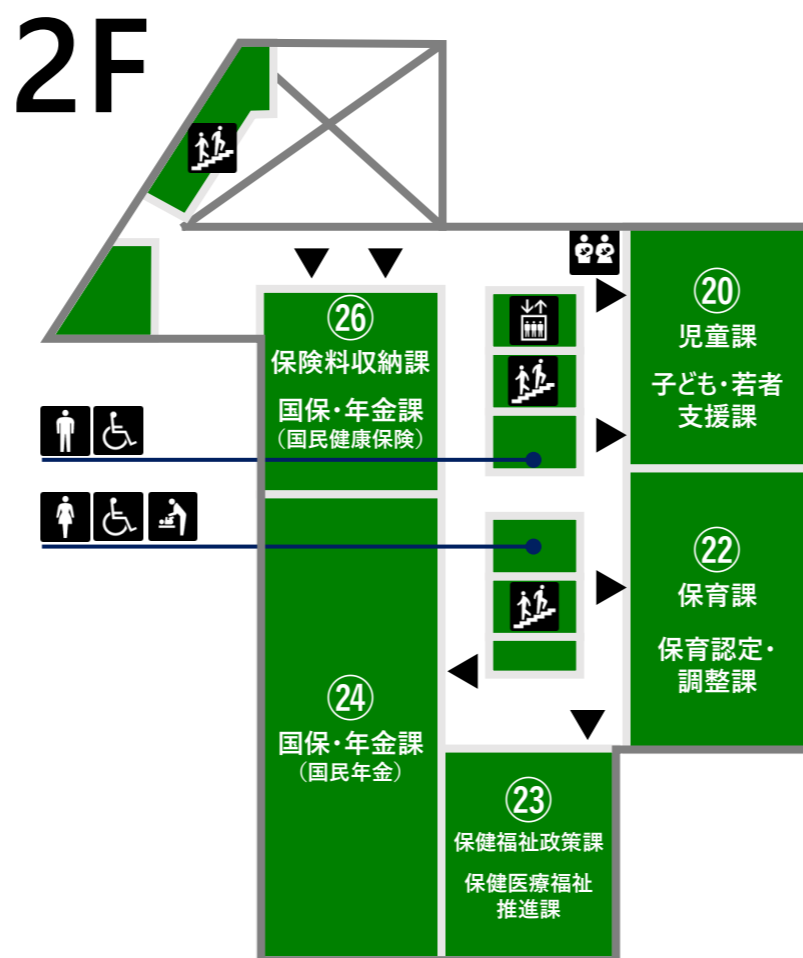 2F
㉖
保険料収納課
国保・年金課
(国民健康保険)
⑳
児童課
子ども・若者
支援課
㉒
保育課
保育認定・
調整課
㉔
国保・年金課
(国民年金)
㉓
保健福祉政策課
保健医療福祉
推進課